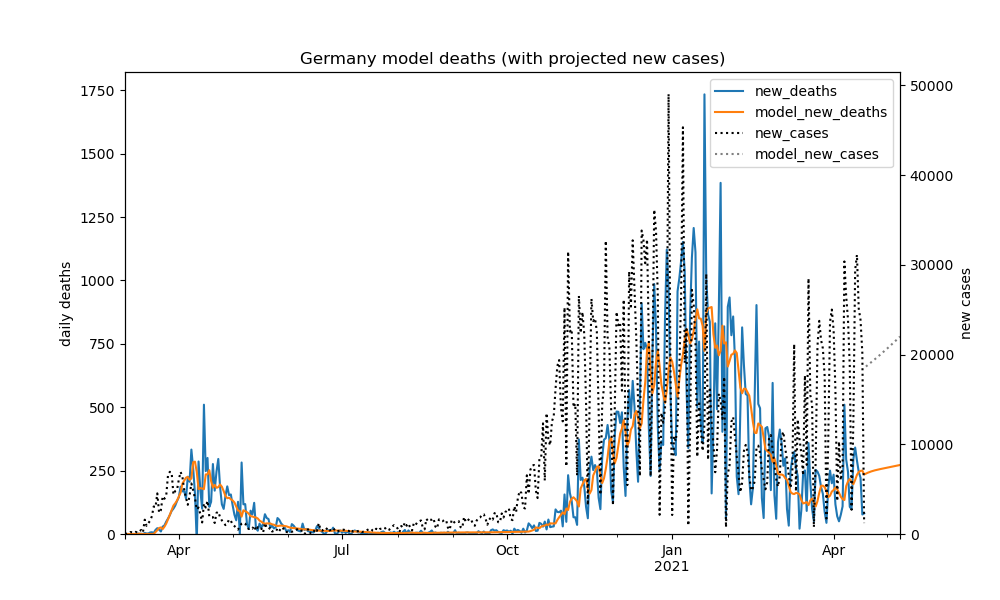 Germany model deaths (with projected new cases)
1750
1500
1250
1000
750
500
250
0
daily deaths
50000
40000
30000
20000
10000
0
new cases
new_deaths
model_new_deaths
new_cases
model_new_cases
Apr
Jul
Oct
Jan
2021
Apr